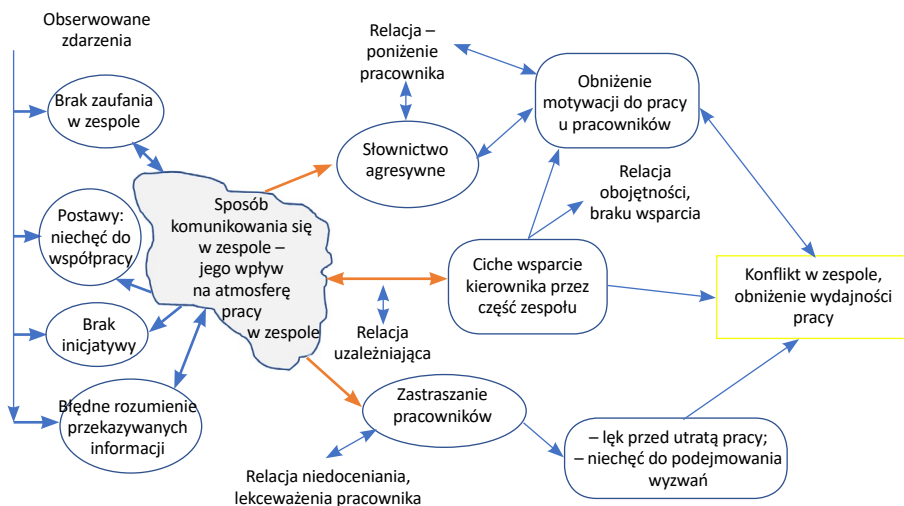 Obserwowane
zdarzenia
Brak zaufania
w zespole
Postawy:
niechęć do
współpracy
Brak
inicjatywy
Błędne rozumienie
przekazywanych
informacji
Sposób
komunikowania się
w zespole –
jego wpływ
na atmosferę
pracy
w zespole
Relacja –
poniżenie
pracownika
Słownictwo
agresywne
Obniżenie
motywacji do pracy
u pracowników
Relacja
obojętności,
braku wsparcia
Ciche wsparcie
kierownika przez
część zespołu
Relacja
uzależniająca
Zastraszanie
pracowników
Relacja niedoceniania,
lekceważenia pracownika
– lęk przed utratą pracy;
– niechęć do podejmowania
wyzwań
Konflikt w zespole,
obniżenie wydajności
pracy